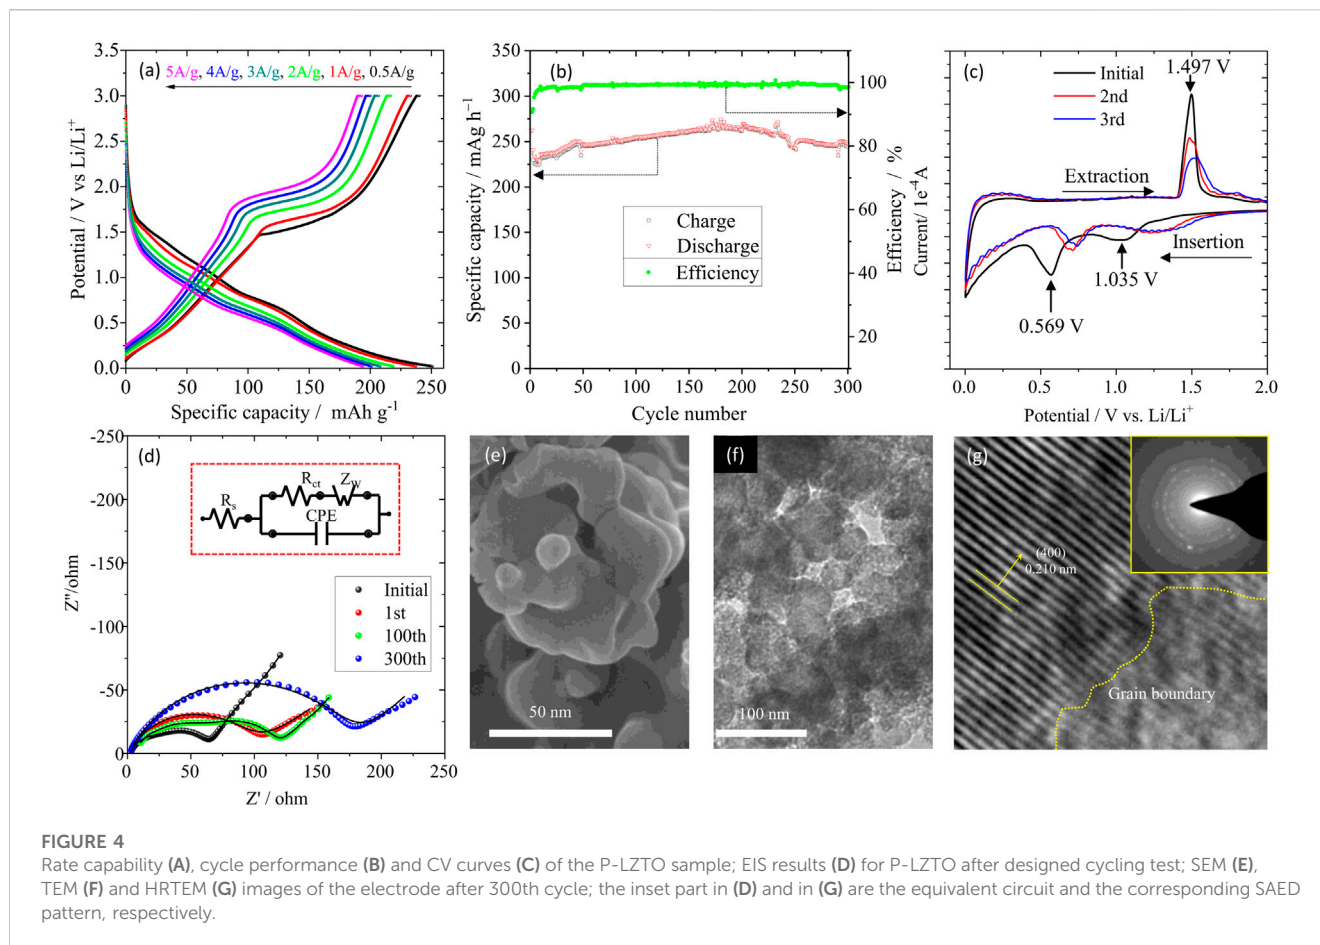 (a)
5A/g, 4A/g, 3A/g, 2A/g, 1A/g, 0.5A/g
3.5
3.0
2.5
2.0
1.5
1.0
0.5
0.0
Potential / V vs Li/Li⁺
0 50 100 150 200 250
Specific capacity / mAh g⁻¹
(b)
350
300
250
200
150
100
50
0
Specific capacity / mAg h⁻¹
Charge
Discharge
Efficiency
100
80
60
40
20
Efficiency / %
1 50 100 150 200 250 300
Cycle number
(c)
Initial
2nd
3rd
1.497 V
Extraction
Insertion
1.035 V
0.569 V
Current/ 1e⁻⁴A
0.0 0.5 1.0 1.5 2.0
Potential / V vs. Li/Li⁺
(d)
-250
-200
-150
-100
-50
0
Z''/ohm
Rs
Rct
Zw
CPE
Initial
1st
100th
300th
0 50 100 150 200 250
Z' / ohm
(e)
50 nm
(f)
100 nm
(g)
(400)
0.210 nm
Grain boundary
FIGURE 4
Rate capability (A), cycle performance (B) and CV curves (C) of the P-LZTO sample; EIS results (D) for P-LZTO after designed cycling test; SEM (E),
TEM (F) and HRTEM (G) images of the electrode after 300th cycle; the inset part in (D) and in (G) are the equivalent circuit and the corresponding SAED
pattern, respectively.